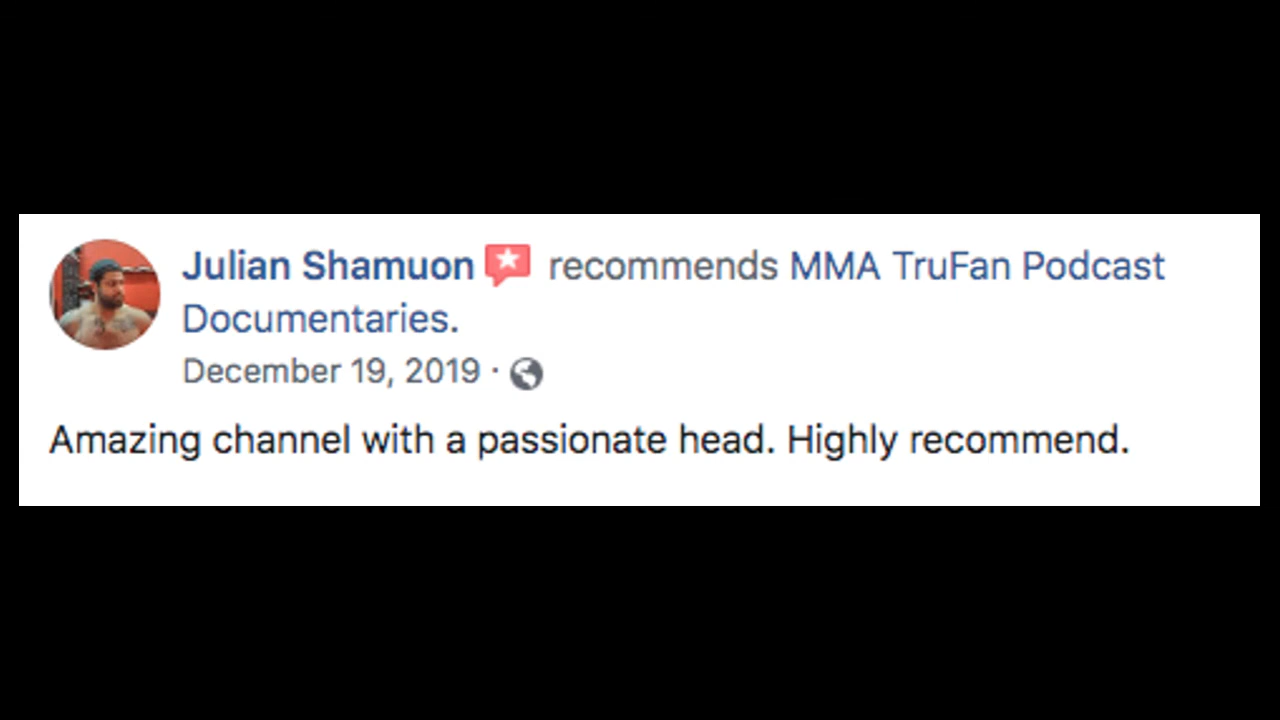 Julian Shamuon recommends MMA TruFan Podcast
Documentaries.
December 19, 2019 ·
Amazing channel with a passionate head. Highly recommend.